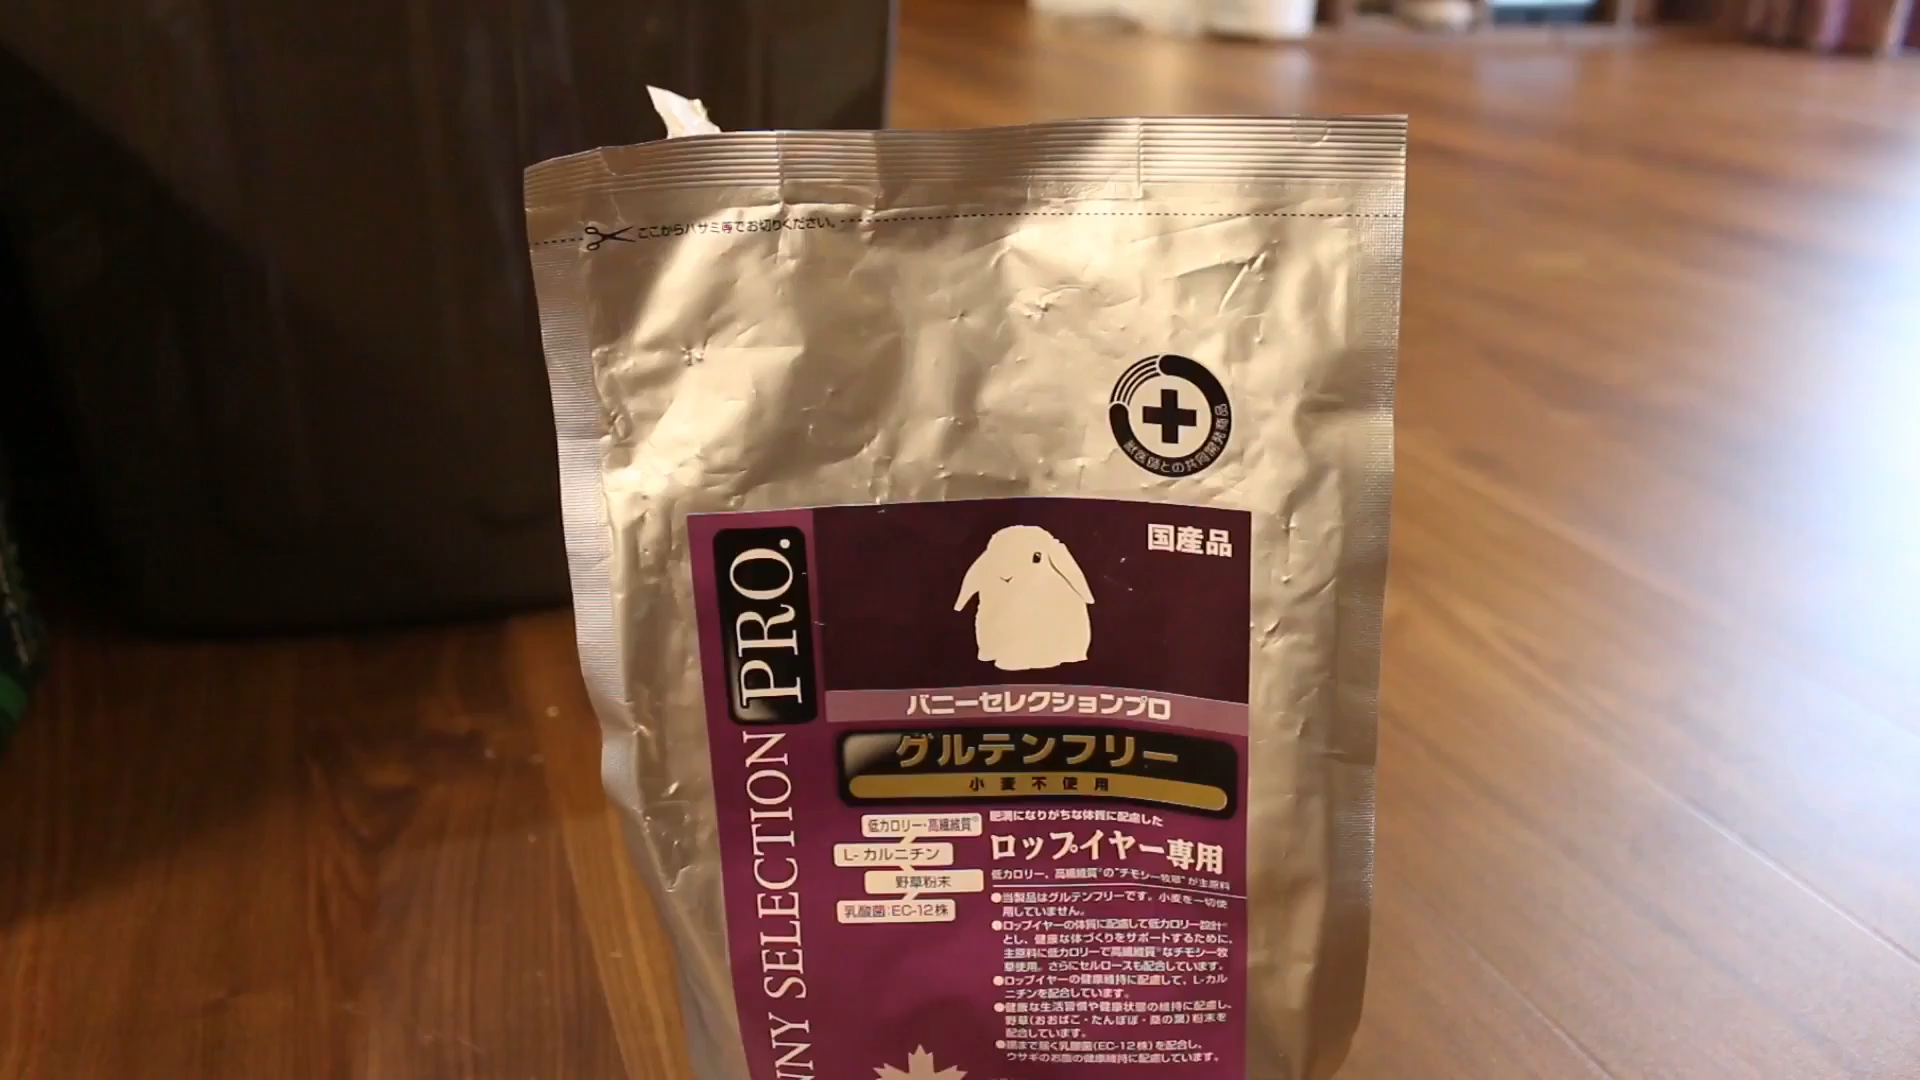 ここからハサミ等でお切りください。
獣医師との共同開発商品
国産品
BUNNY SELECTION PRO.
バニーセレクションプロ
グルテンフリー
小麦不使用
低カロリー・高繊維質※
L-カルニチン
野草粉末
乳酸菌:EC-12株
肥満になりがちな体質に配慮した
ロップイヤー専用
低カロリー、高繊維質※の"チモシー牧草"が主原料
●当製品はグルテンフリーです。小麦を一切使
用していません。
●ロップイヤーの体質に配慮して低カロリー設計※
とし、健康な体づくりをサポートするために、
主原料に低カロリーで高繊維質※なチモシー牧
草使用。さらにセルロースも配合しています。
●ロップイヤーの健康維持に配慮して、L-カル
ニチンを配合しています。
●健康な生活習慣や健康状態の維持に配慮し、
野草(おおばこ・たんぽぽ・桑の葉)粉末を
配合しています。
●腸まで届く乳酸菌(EC-12株)を配合し、
ウサギのお腹の健康維持に配慮しています。